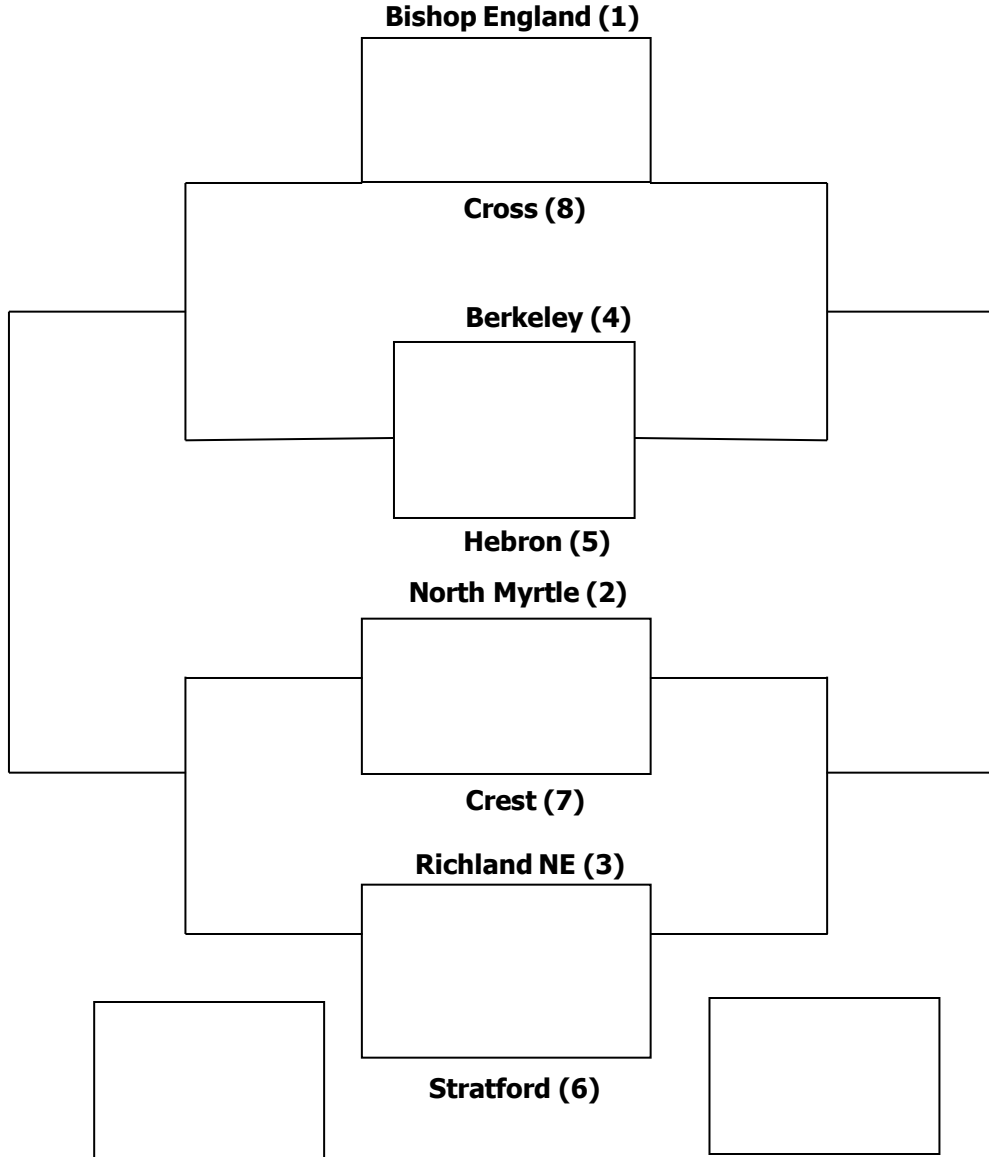 Bishop England (1)
Cross (8)
Berkeley (4)
Hebron (5)
North Myrtle (2)
Crest (7)
Richland NE (3)
Stratford (6)